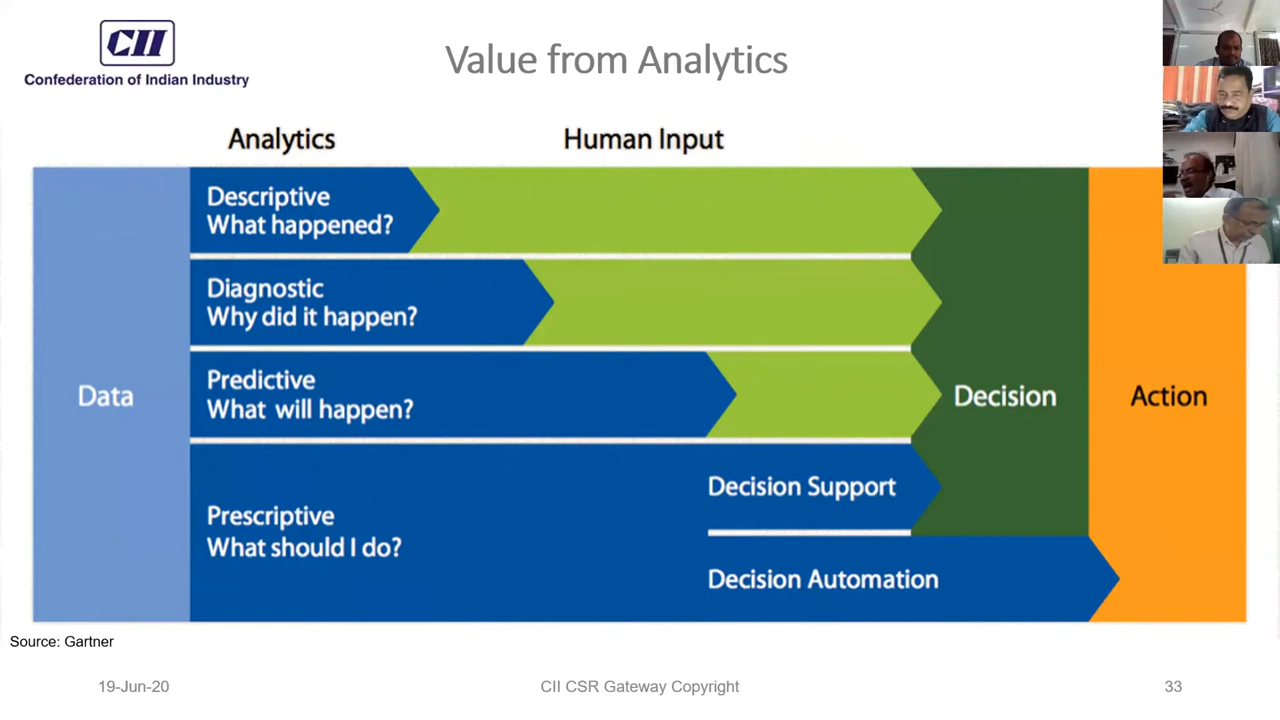 CII
Confederation of Indian Industry
Value from Analytics
Analytics
Human Input
Descriptive
What happened?
Diagnostic
Why did it happen?
Predictive
What will happen?
Data
Decision
Action
Prescriptive
What should I do?
Decision Support
Decision Automation
Source: Gartner
19-Jun-20
CII CSR Gateway Copyright
33